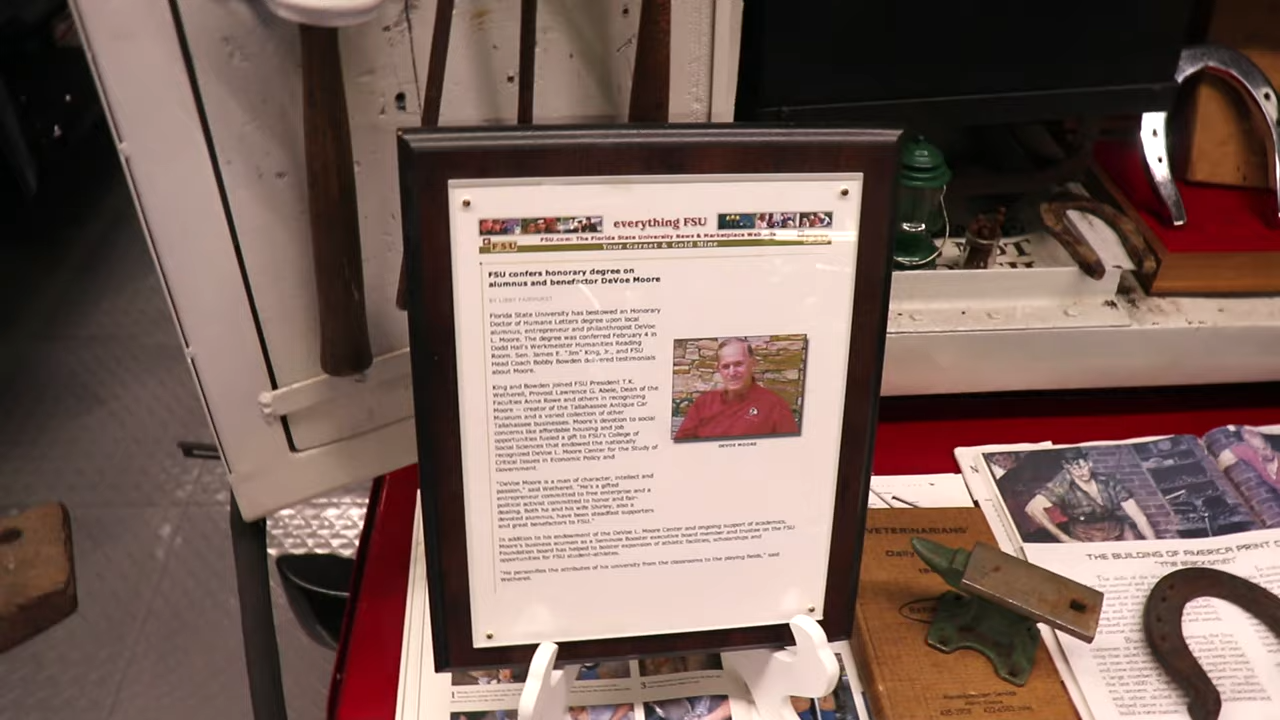 everything FSU
FSU
FSU.com: The Florida State University News & Marketplace Web
Your Garnet & Gold Mine
FSU confers honorary degree on
alumnus and benefactor DeVoe Moore
BY LIBBY FAIRHURST
Florida State University has bestowed an Honorary
Doctor of Humane Letters degree upon local
alumnus, entrepreneur and philanthropist DeVoe
L. Moore. The degree was conferred February 4 in
Dodd Hall's Werkmeister Humanities Reading
Room. Sen. James E. "Jim" King, Jr., and FSU
Head Coach Bobby Bowden delivered testimonials
about Moore.
King and Bowden joined FSU President T.K.
Wetherell, Provost Lawrence G. Abele, Dean of the
Faculties Anne Rowe and others in recognizing
Moore -- creator of the Tallahassee Antique Car
Museum and a varied collection of other
Tallahassee businesses. Moore's devotion to social
concerns like affordable housing and job
opportunities fueled a gift to FSU's College of
Social Sciences that endowed the nationally
recognized DeVoe L. Moore Center for the Study of
Critical Issues in Economic Policy and
Government.
"DeVoe Moore is a man of character, intellect and
passion," said Wetherell. "He's a gifted
entrepreneur committed to free enterprise and a
political activist committed to honor and fair-
dealing. Both he and his wife Shirley, also a
devoted alumnus, have been steadfast supporters
and great benefactors to FSU."
In addition to his endowment of the DeVoe L. Moore Center and ongoing support of academics,
Moore's business acumen as a Seminole Booster executive board member and trustee on the FSU
Foundation board has helped to bolster expansion of athletic facilities, scholarships and
opportunities for FSU student-athletes.
"He personifies the attributes of his university from the classrooms to the playing fields," said
Wetherell.
DEVOE MOORE
VETERINARIANS'
Daily
THE BUILDING OF AMERICA PRINT
1
3